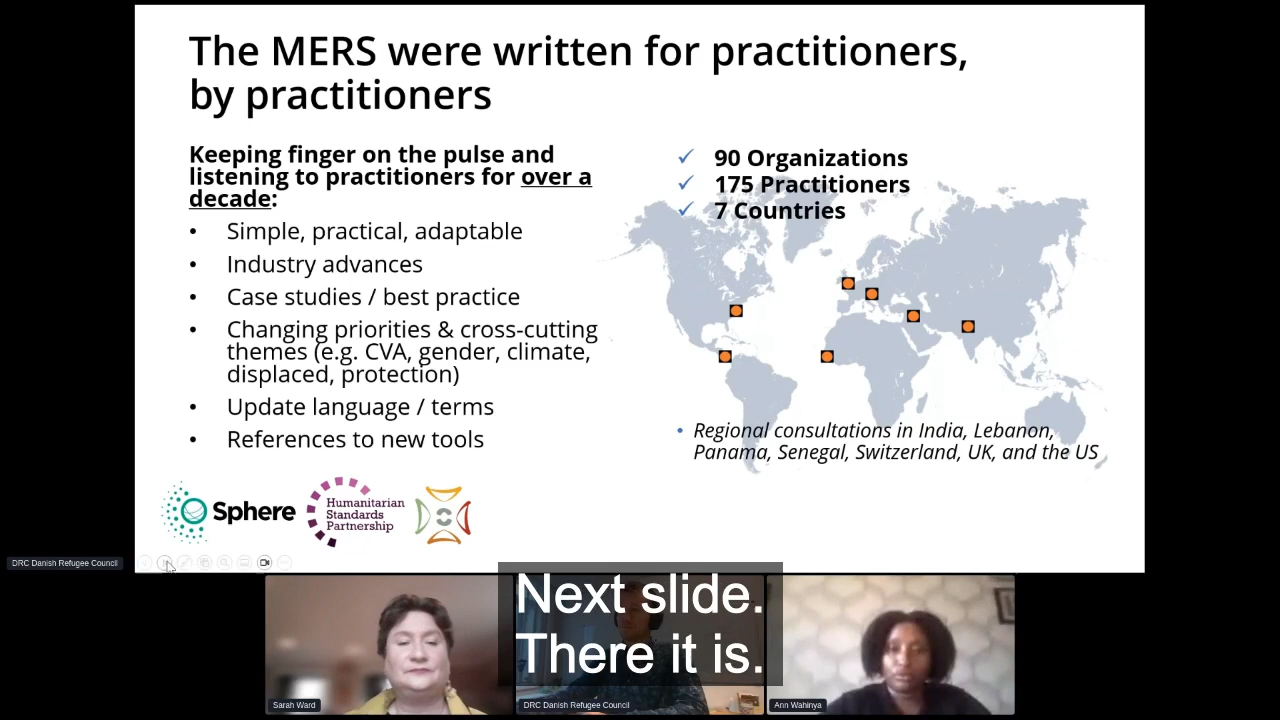 The MERS were written for practitioners,
by practitioners
Keeping finger on the pulse and
listening to practitioners for over a
decade:
• Simple, practical, adaptable
• Industry advances
• Case studies / best practice
• Changing priorities & cross-cutting
themes (e.g. CVA, gender, climate,
displaced, protection)
• Update language / terms
• References to new tools
✓ 90 Organizations
✓ 175 Practitioners
✓ 7 Countries
• Regional consultations in India, Lebanon,
Panama, Senegal, Switzerland, UK, and the US
Sphere
Humanitarian
Standards
Partnership
DRC Danish Refugee Council
Next slide.
There it is.
Sarah Ward
DRC Danish Refugee Council
Ann Wahinya